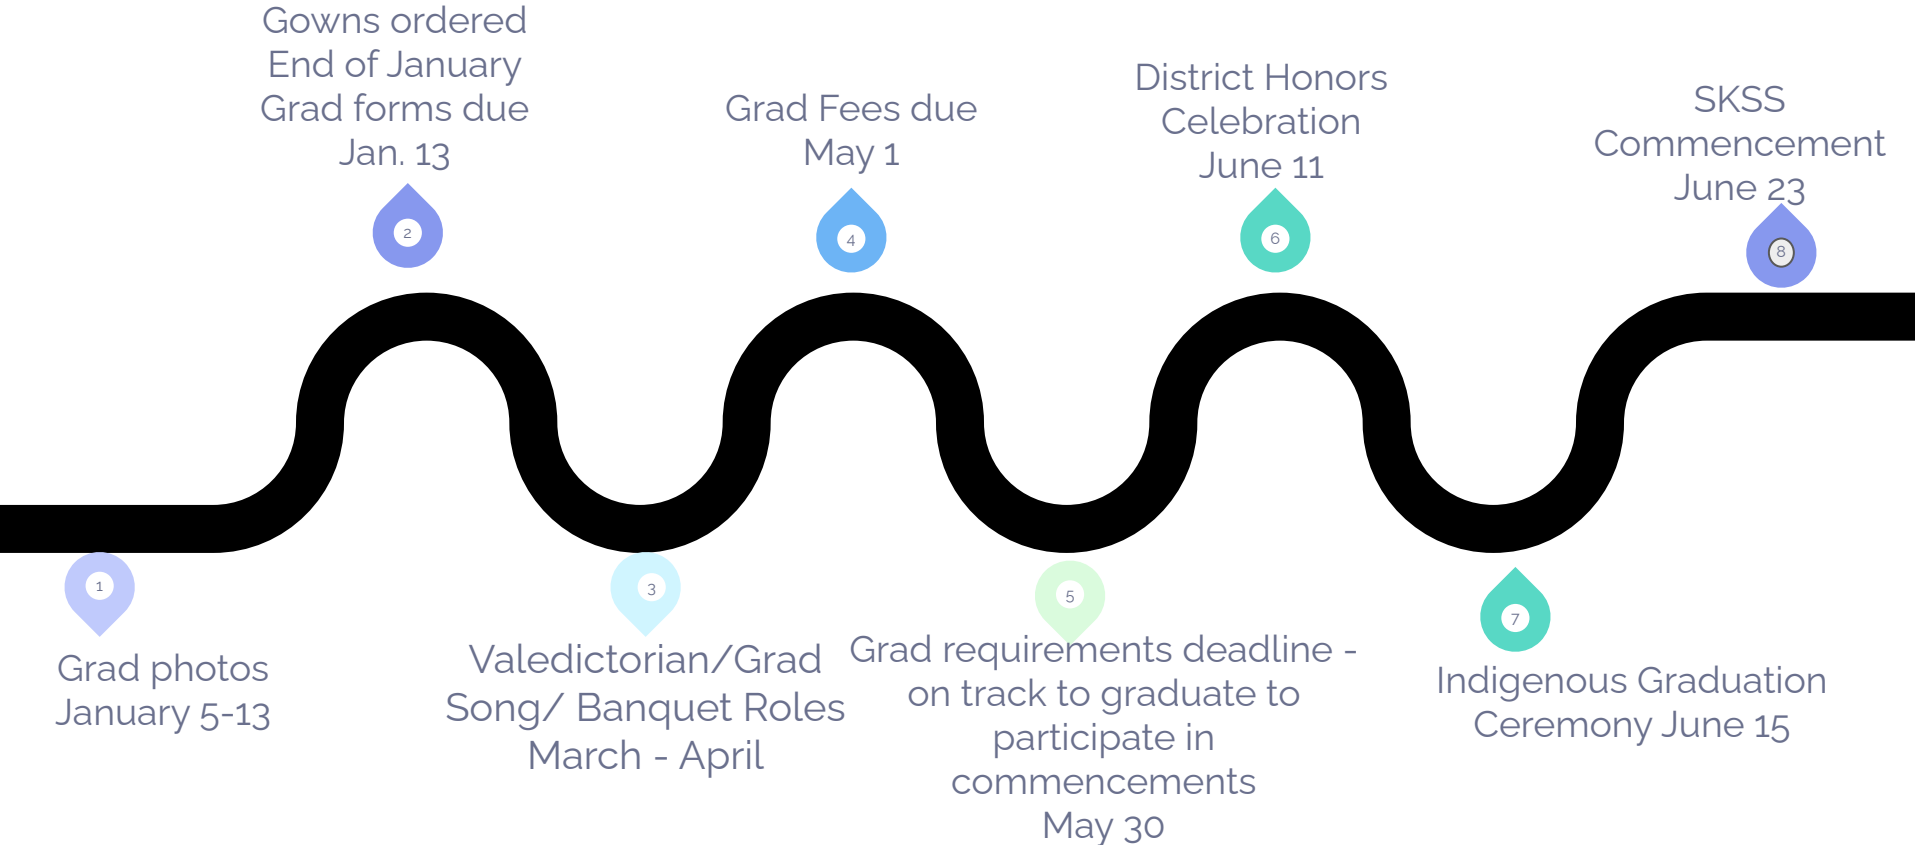 Gowns ordered
End of January
Grad forms due
Jan. 13
2
Grad Fees due
May 1
4
District Honors
Celebration
June 11
6
SKSS
Commencement
June 23
8
1
Grad photos
January 5-13
3
Valedictorian/Grad
Song/ Banquet Roles
March - April
5
Grad requirements deadline -
on track to graduate to
participate in
commencements
May 30
7
Indigenous Graduation
Ceremony June 15